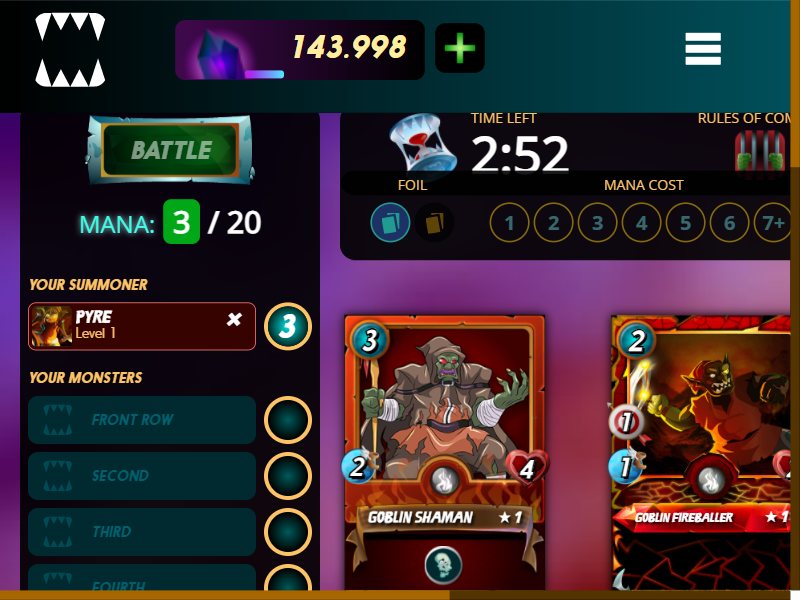 143.998
BATTLE
MANA: 3 / 20
YOUR SUMMONER
PYRE
Level 1
3
YOUR MONSTERS
FRONT ROW
SECOND
THIRD
FOURTH
TIME LEFT
2:52
RULES OF COM
FOIL
MANA COST
1 2 3 4 5 6 7+
3
2
4
GOBLIN SHAMAN ★ 1
2
1
1
GOBLIN FIREBALLER ★ 1